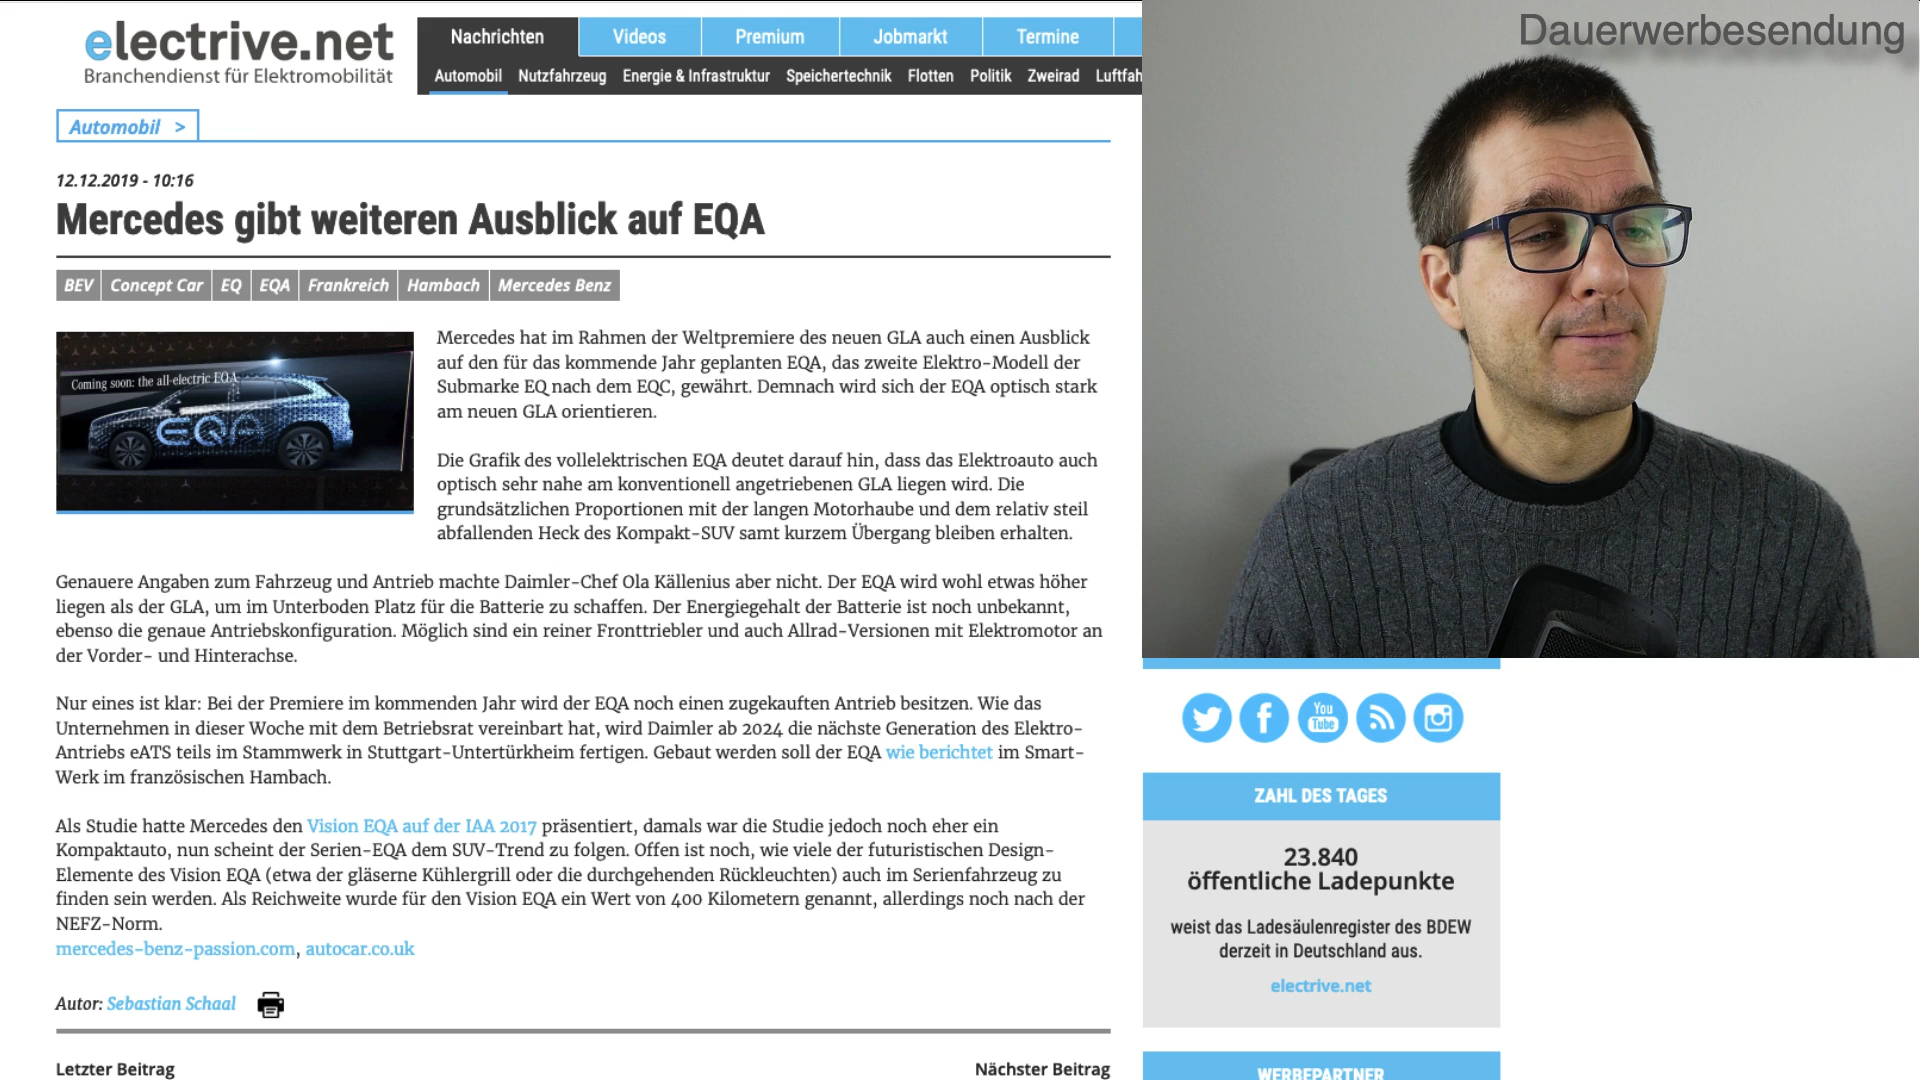 electrive.net
Branchendienst für Elektromobilität
Nachrichten Videos Premium Jobmarkt Termine
Automobil Nutzfahrzeug Energie & Infrastruktur Speichertechnik Flotten Politik Zweirad Luftfah
Dauerwerbesendung
Automobil >
12.12.2019 - 10:16
Mercedes gibt weiteren Ausblick auf EQA
BEV Concept Car EQ EQA Frankreich Hambach Mercedes Benz
Coming soon: the all-electric EQA
EQA
Mercedes hat im Rahmen der Weltpremiere des neuen GLA auch einen Ausblick
auf den für das kommende Jahr geplanten EQA, das zweite Elektro-Modell der
Submarke EQ nach dem EQC, gewährt. Demnach wird sich der EQA optisch stark
am neuen GLA orientieren.
Die Grafik des vollelektrischen EQA deutet darauf hin, dass das Elektroauto auch
optisch sehr nahe am konventionell angetriebenen GLA liegen wird. Die
grundsätzlichen Proportionen mit der langen Motorhaube und dem relativ steil
abfallenden Heck des Kompakt-SUV samt kurzem Übergang bleiben erhalten.
Genauere Angaben zum Fahrzeug und Antrieb machte Daimler-Chef Ola Källenius aber nicht. Der EQA wird wohl etwas höher
liegen als der GLA, um im Unterboden Platz für die Batterie zu schaffen. Der Energiegehalt der Batterie ist noch unbekannt,
ebenso die genaue Antriebskonfiguration. Möglich sind ein reiner Fronttriebler und auch Allrad-Versionen mit Elektromotor an
der Vorder- und Hinterachse.
Nur eines ist klar: Bei der Premiere im kommenden Jahr wird der EQA noch einen zugekauften Antrieb besitzen. Wie das
Unternehmen in dieser Woche mit dem Betriebsrat vereinbart hat, wird Daimler ab 2024 die nächste Generation des Elektro-
Antriebs eATS teils im Stammwerk in Stuttgart-Untertürkheim fertigen. Gebaut werden soll der EQA wie berichtet im Smart-
Werk im französischen Hambach.
Als Studie hatte Mercedes den Vision EQA auf der IAA 2017 präsentiert, damals war die Studie jedoch noch eher ein
Kompaktauto, nun scheint der Serien-EQA dem SUV-Trend zu folgen. Offen ist noch, wie viele der futuristischen Design-
Elemente des Vision EQA (etwa der gläserne Kühlergrill oder die durchgehenden Rückleuchten) auch im Serienfahrzeug zu
finden sein werden. Als Reichweite wurde für den Vision EQA ein Wert von 400 Kilometern genannt, allerdings noch nach der
NEFZ-Norm.
mercedes-benz-passion.com, autocar.co.uk
Autor: Sebastian Schaal
Letzter Beitrag
Nächster Beitrag
You
Tube
ZAHL DES TAGES
23.840
öffentliche Ladepunkte
weist das Ladesäulenregister des BDEW
derzeit in Deutschland aus.
electrive.net
WERBEPARTNER